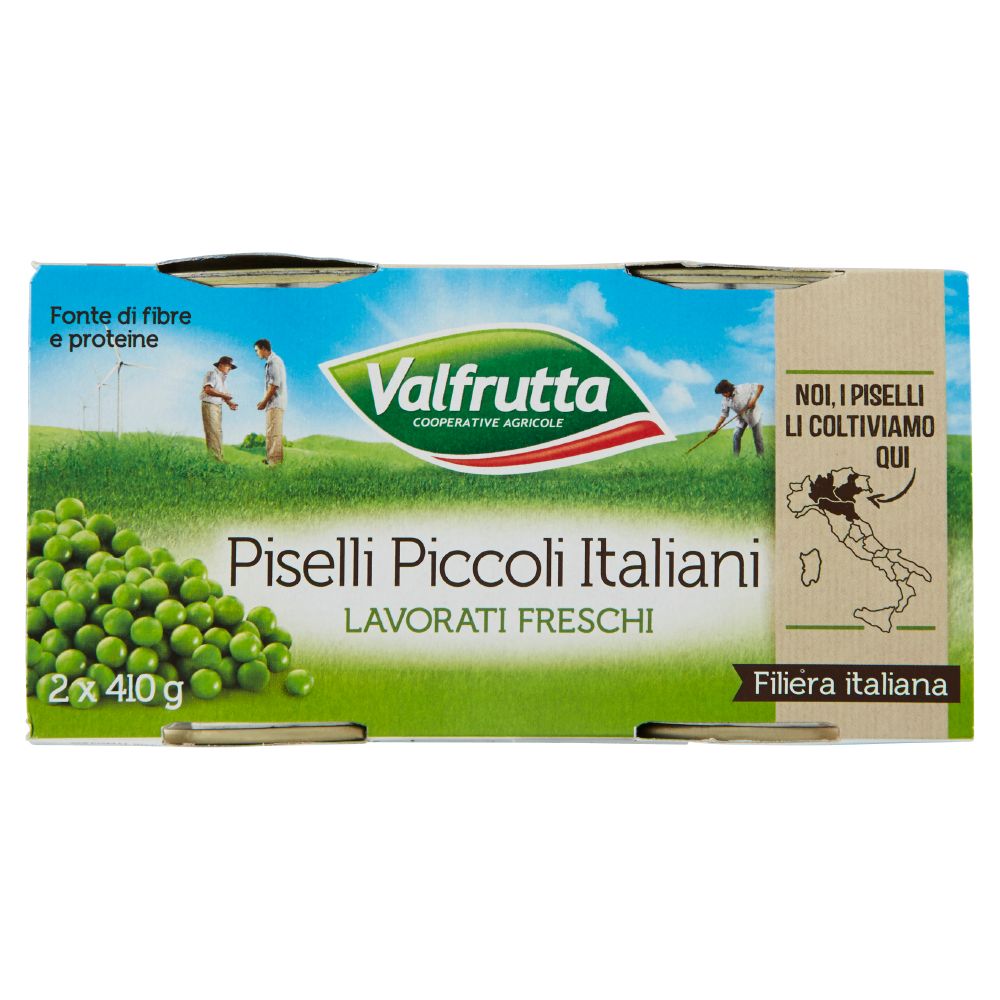 Fonte di fibre
e proteine
Valfrutta
COOPERATIVE AGRICOLE
NOI, I PISELLI
LI COLTIVIAMO
QUI
Piselli Piccoli Italiani
LAVORATI FRESCHI
2 x 410 g
Filiera italiana